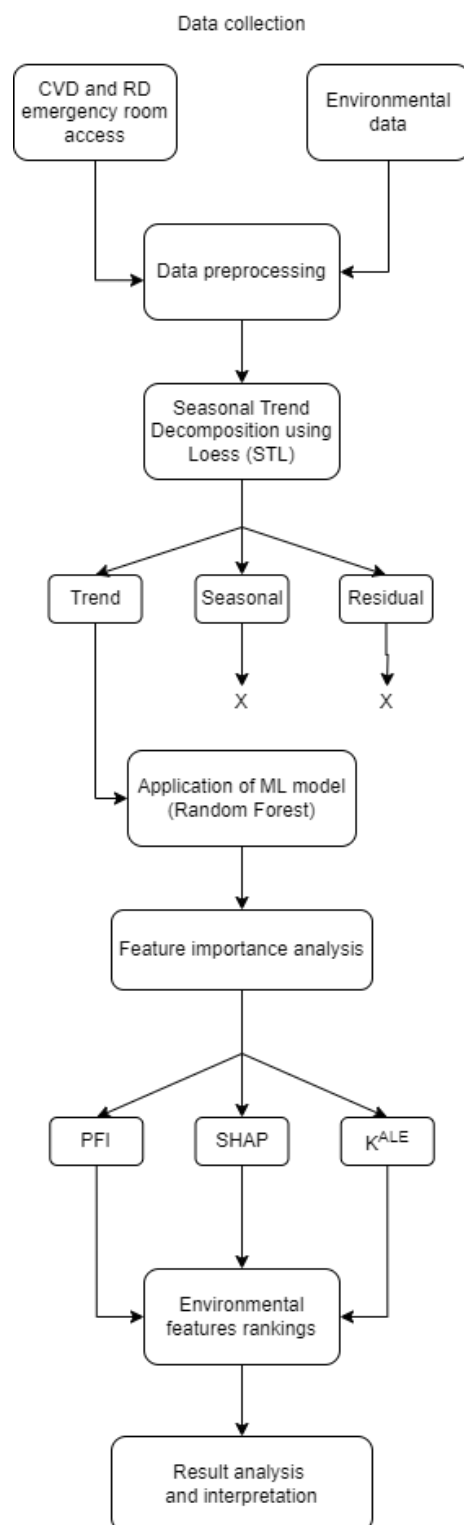 Data collection
CVD and RD
emergency room
access
Environmental
data
Data preprocessing
Seasonal Trend
Decomposition using
Loess (STL)
Trend
Seasonal
Residual
X
X
Application of ML model
(Random Forest)
Feature importance analysis
PFI
SHAP
K^ALE
Environmental
features rankings
Result analysis
and interpretation